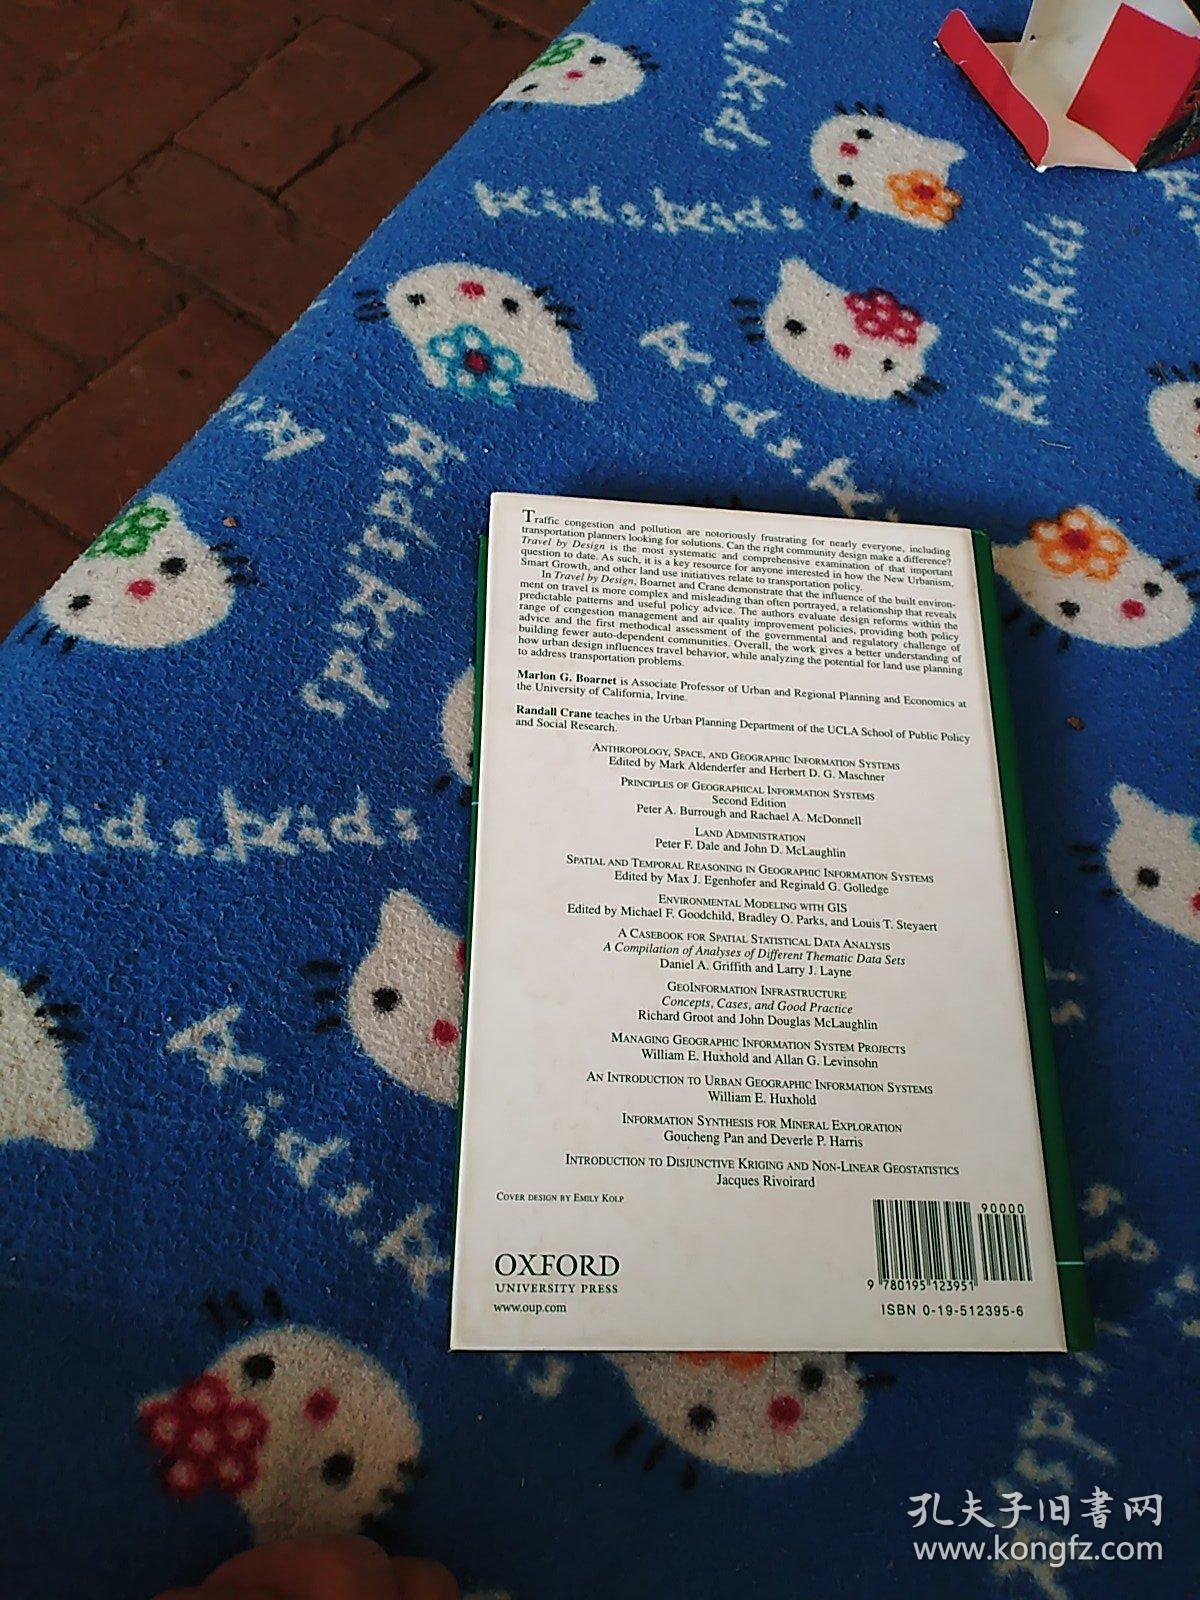 Traffic congestion and pollution are notoriously frustrating for nearly everyone, including
transportation planners looking for solutions. Can the right community design make a difference?
Travel by Design is the most systematic and comprehensive examination of that important
question to date. As such, it is a key resource for anyone interested in how the New Urbanism,
Smart Growth, and other land use initiatives relate to transportation policy.
In Travel by Design, Boarnet and Crane demonstrate that the influence of the built environ-
ment on travel is more complex and misleading than often portrayed, a relationship that reveals
predictable patterns and useful policy advice. The authors evaluate design reforms within the
range of congestion management and air quality improvement policies, providing both policy
advice and the first methodical assessment of the governmental and regulatory challenge of
building fewer auto-dependent communities. Overall, the work gives a better understanding of
how urban design influences travel behavior, while analyzing the potential for land use planning
to address transportation problems.
Marlon G. Boarnet is Associate Professor of Urban and Regional Planning and Economics at
the University of California, Irvine.
Randall Crane teaches in the Urban Planning Department of the UCLA School of Public Policy
and Social Research.
ANTHROPOLOGY, SPACE, AND GEOGRAPHIC INFORMATION SYSTEMS
Edited by Mark Aldenderfer and Herbert D. G. Maschner
PRINCIPLES OF GEOGRAPHICAL INFORMATION SYSTEMS
Second Edition
Peter A. Burrough and Rachael A. McDonnell
LAND ADMINISTRATION
Peter F. Dale and John D. McLaughlin
SPATIAL AND TEMPORAL REASONING IN GEOGRAPHIC INFORMATION SYSTEMS
Edited by Max J. Egenhofer and Reginald G. Golledge
ENVIRONMENTAL MODELING WITH GIS
Edited by Michael F. Goodchild, Bradley O. Parks, and Louis T. Steyaert
A CASEBOOK FOR SPATIAL STATISTICAL DATA ANALYSIS
A Compilation of Analyses of Different Thematic Data Sets
Daniel A. Griffith and Larry J. Layne
GEOINFORMATION INFRASTRUCTURE
Concepts, Cases, and Good Practice
Richard Groot and John Douglas McLaughlin
MANAGING GEOGRAPHIC INFORMATION SYSTEM PROJECTS
William E. Huxhold and Allan G. Levinsohn
AN INTRODUCTION TO URBAN GEOGRAPHIC INFORMATION SYSTEMS
William E. Huxhold
INFORMATION SYNTHESIS FOR MINERAL EXPLORATION
Goucheng Pan and Deverle P. Harris
INTRODUCTION TO DISJUNCTIVE KRIGING AND NON-LINEAR GEOSTATISTICS
Jacques Rivoirard
COVER DESIGN BY EMILY KOLP
OXFORD
UNIVERSITY PRESS
www.oup.com
90000
9 780195 123951
ISBN 0-19-512395-6
Kids.Kids
Kids.Kids
Kids.Kids
Kids.Kids
Kids.Kids
孔夫子旧書网
www.kongfz.com